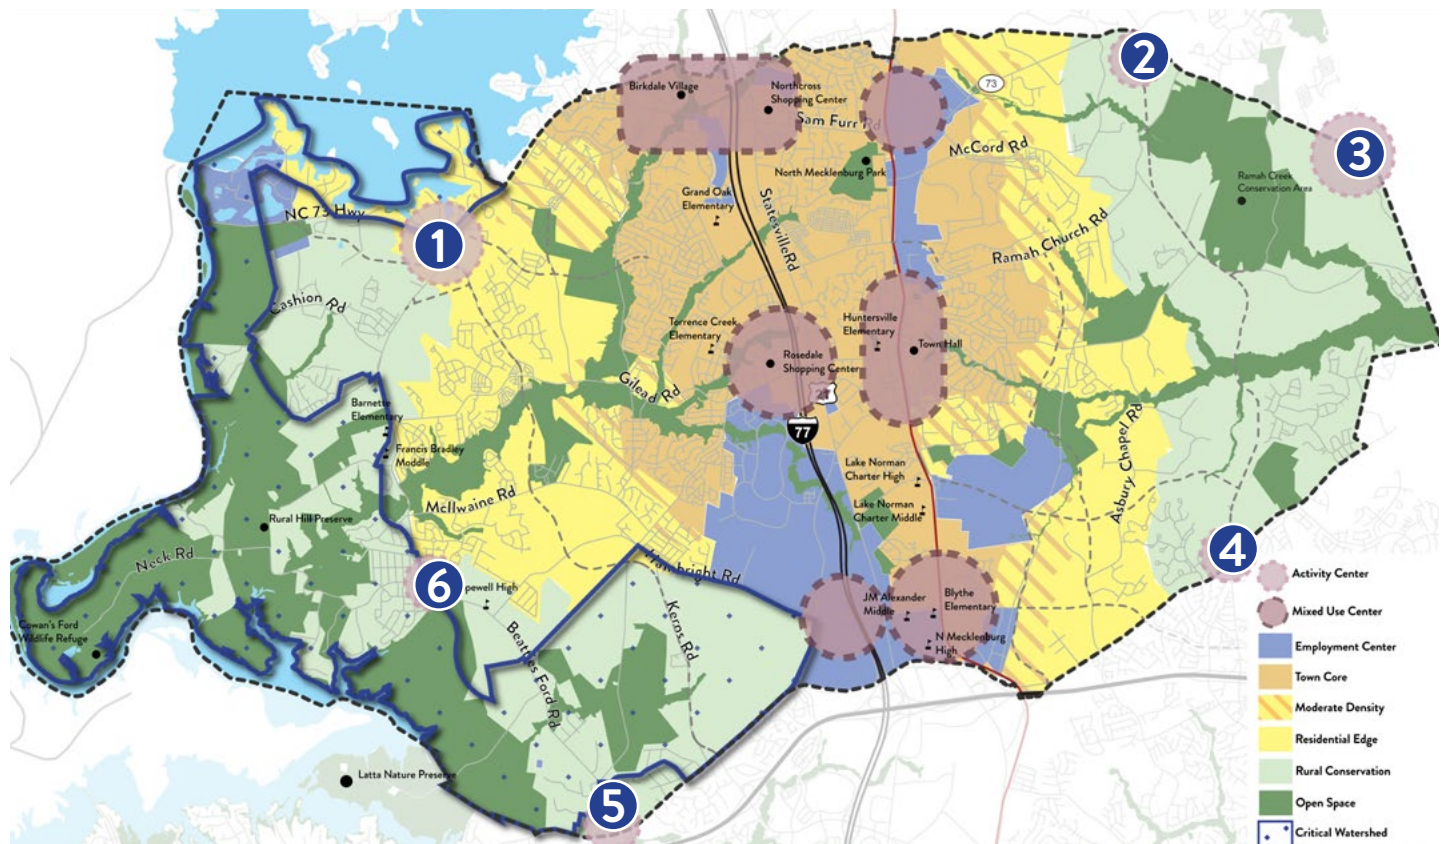 2
Birkdale Village
Northcross
Shopping Center
Sam Furr Rd
73
McCord Rd
3
North Mecklenburg Park
Ramah Creek
Conservation Area
Grand Oak
Elementary
Statesville Rd
NC 73 Hwy
1
Ramah Church Rd
Cashion Rd
Torrence Creek
Elementary
Huntersville
Elementary
Town Hall
Rosedale
Shopping Center
Gilead Rd
Barnette
Elementary
77
Francis Bradley
Moddle
Asbury Chapel Rd
Lake Norman
Charter High
McIlwaine Rd
Lake Norman
Charter Middle
Rural Hill Preserve
4
Neck Rd
Hambright Rd
6
pewell High
JM Alexander
Middle
Blythe
Elementary
Kerns Rd
Cowan's Ford
Wildlife Refuge
Beatties Ford Rd
N Mecklenburg
High
Latta Nature Preserve
5
Activity Center
Mixed Use Center
Employment Center
Town Core
Moderate Density
Residential Edge
Rural Conservation
Open Space
Critical Watershed